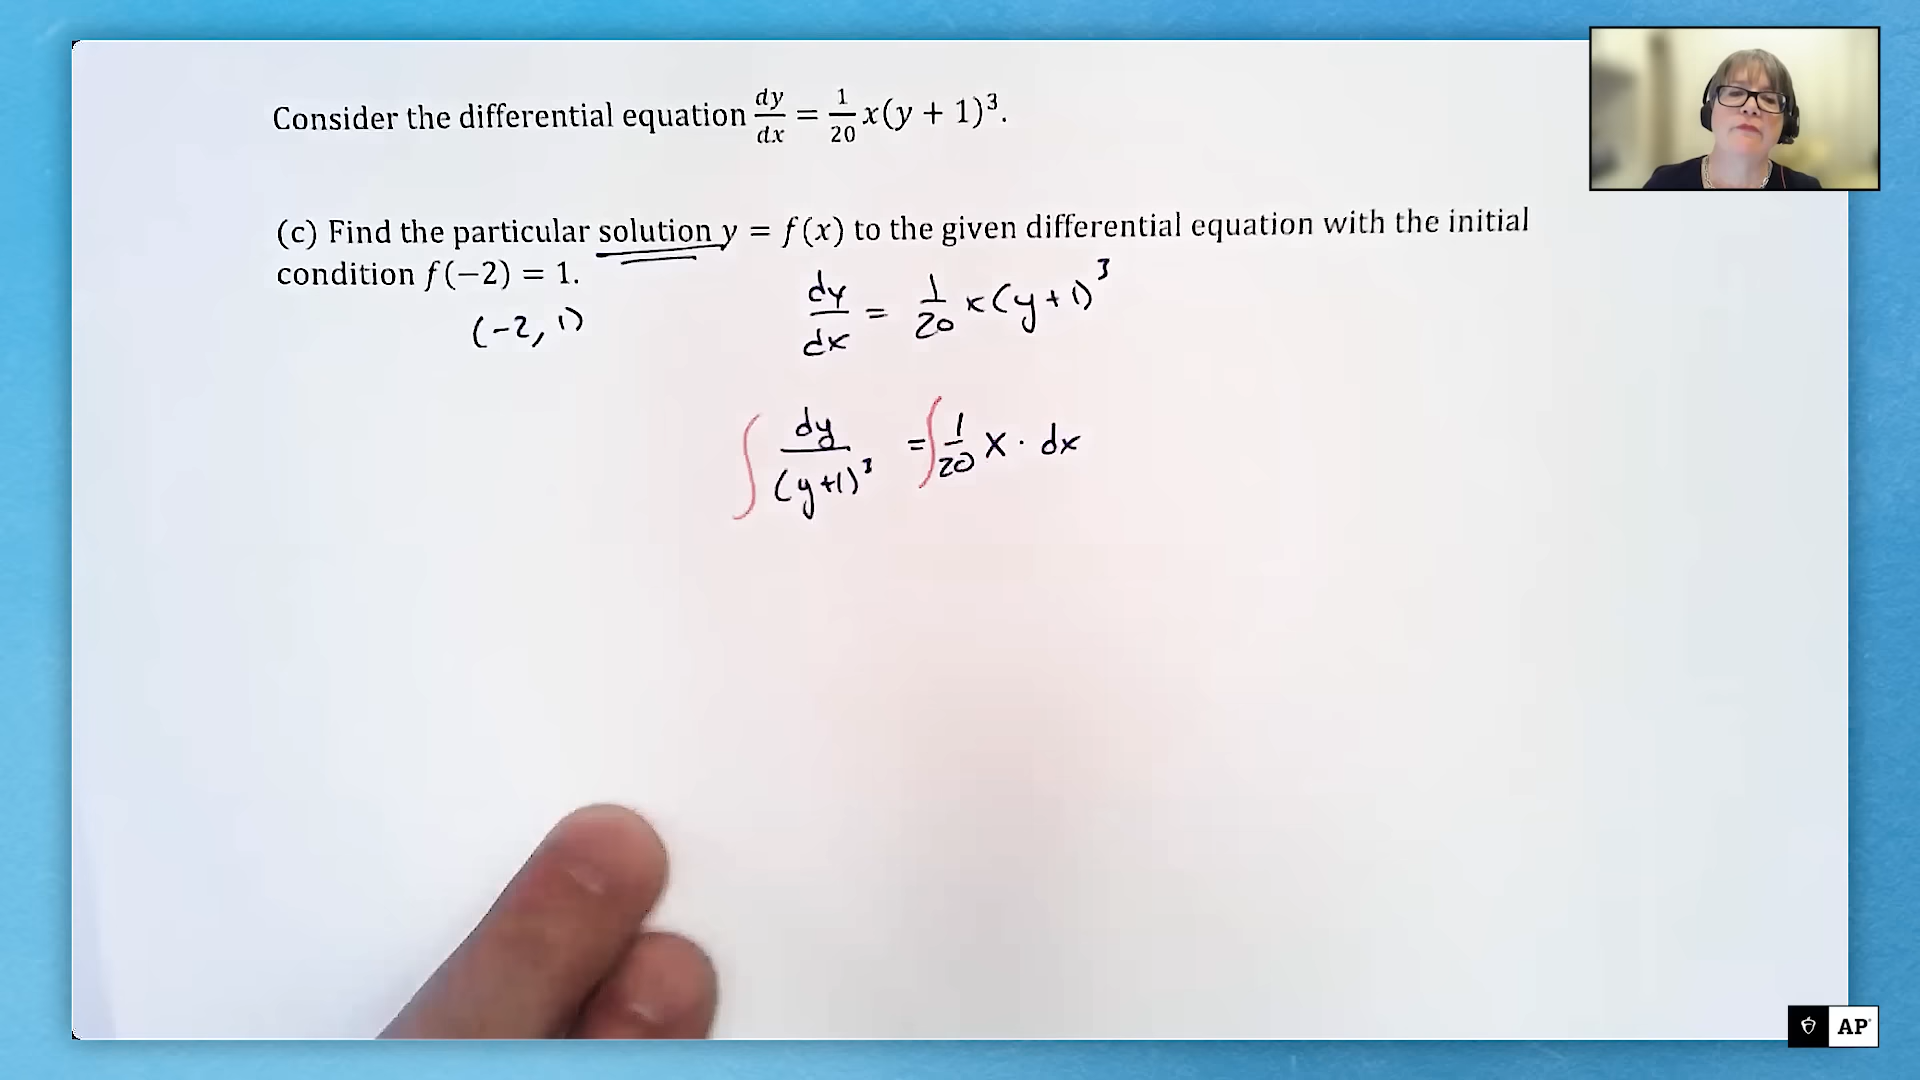 Consider the differential equation dy/dx = 1/20 x(y + 1)³.
(c) Find the particular solution y = f(x) to the given differential equation with the initial
condition f(−2) = 1.
(-2, 1)
dy/dx = 1/20 x(y+1)³
∫ dy/(y+1)³ = ∫ 1/20 x · dx
AP